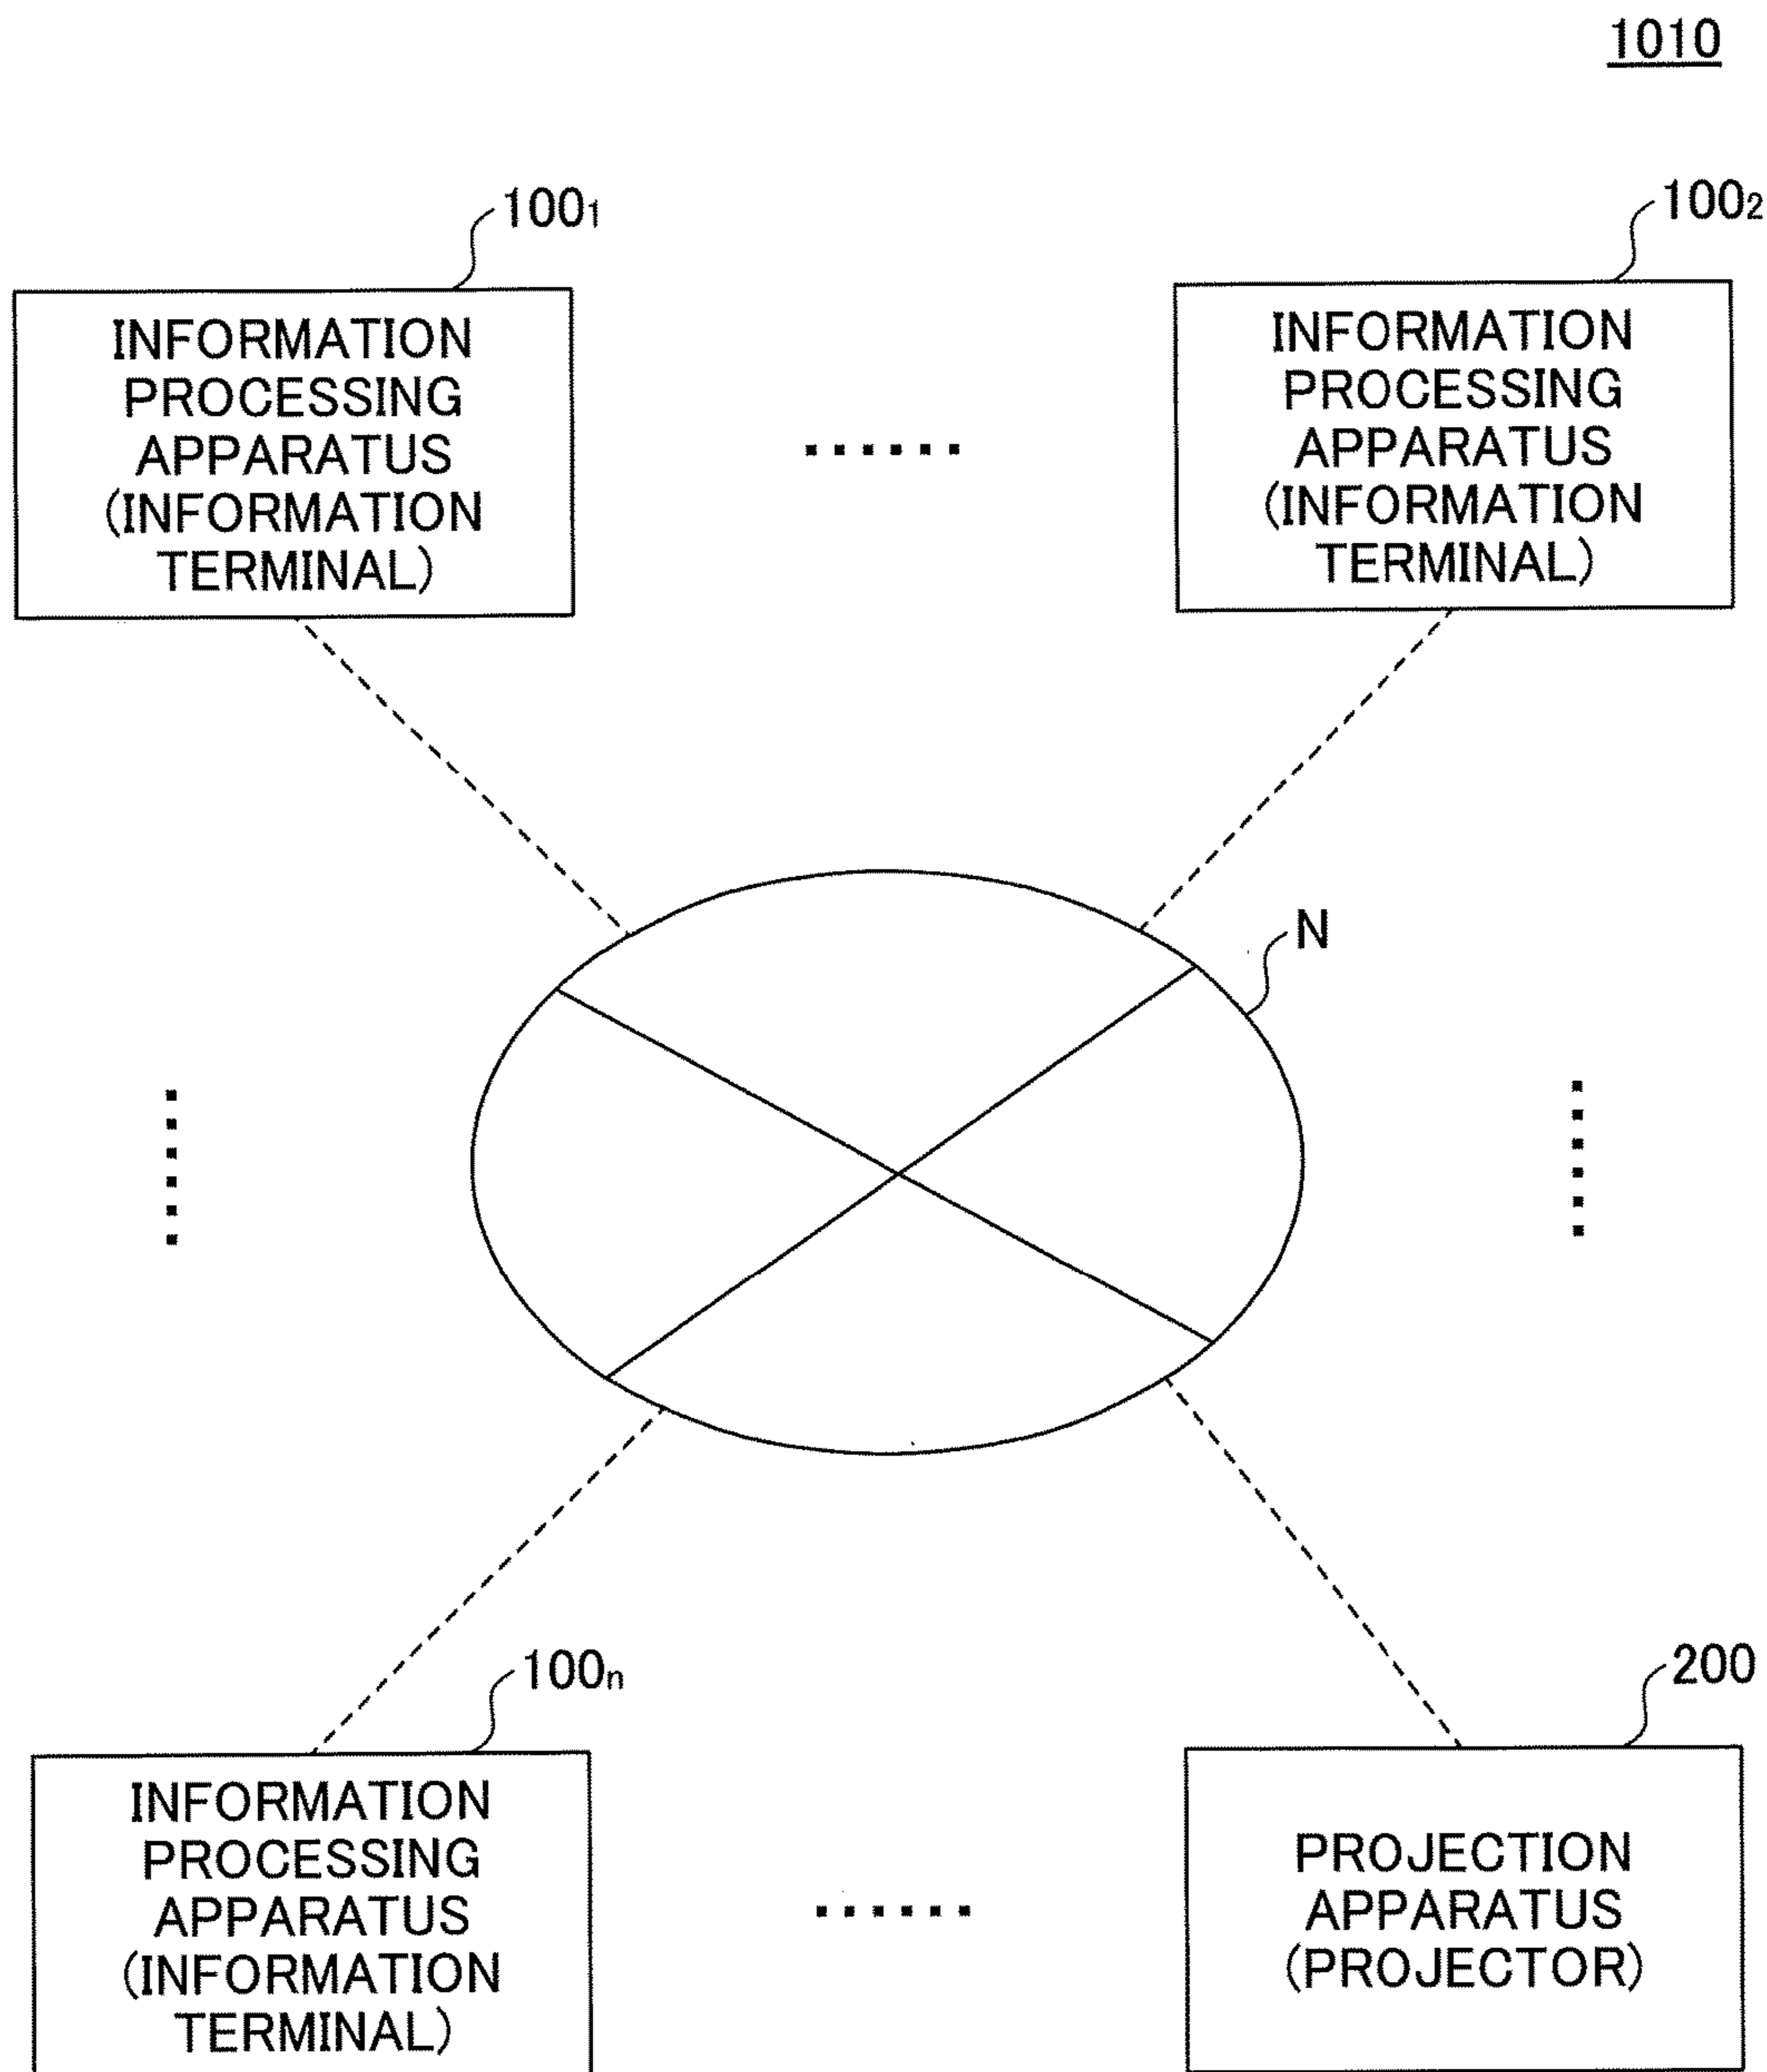 1010
100₁
100₂
INFORMATION
PROCESSING
APPARATUS
(INFORMATION
TERMINAL)
INFORMATION
PROCESSING
APPARATUS
(INFORMATION
TERMINAL)
N
100ₙ
200
INFORMATION
PROCESSING
APPARATUS
(INFORMATION
TERMINAL)
PROJECTION
APPARATUS
(PROJECTOR)